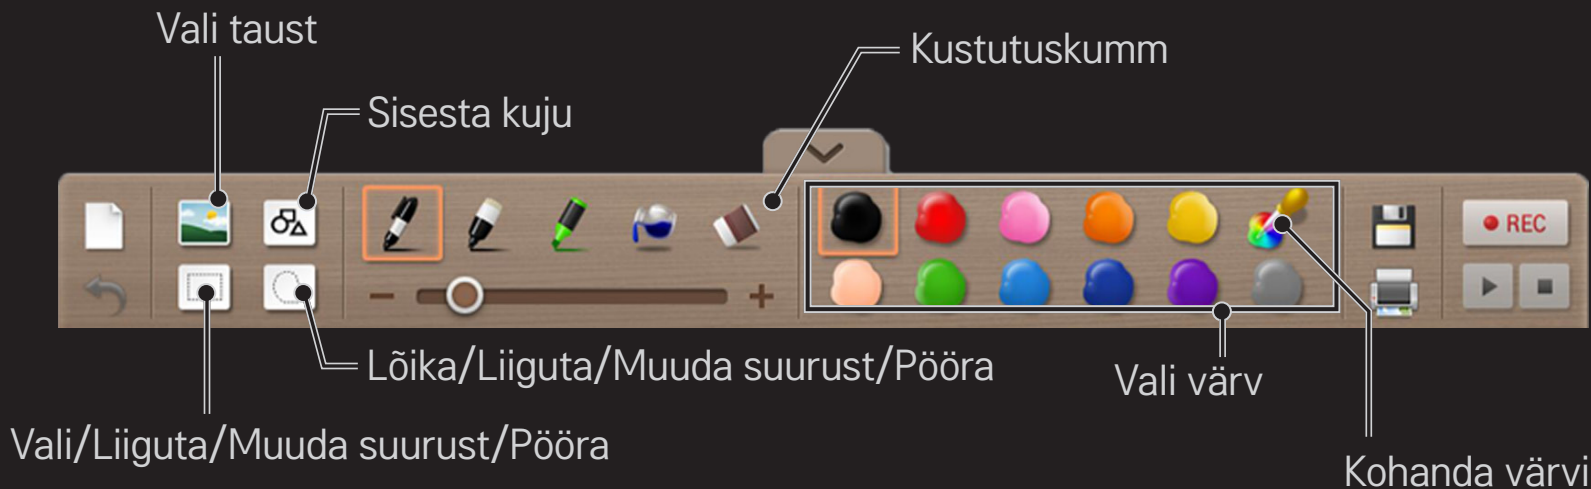 Vali taust
Kustutuskumm
Sisesta kuju
REC
Lõika/Liiguta/Muuda suurust/Pööra
Vali värv
Vali/Liiguta/Muuda suurust/Pööra
Kohanda värvi